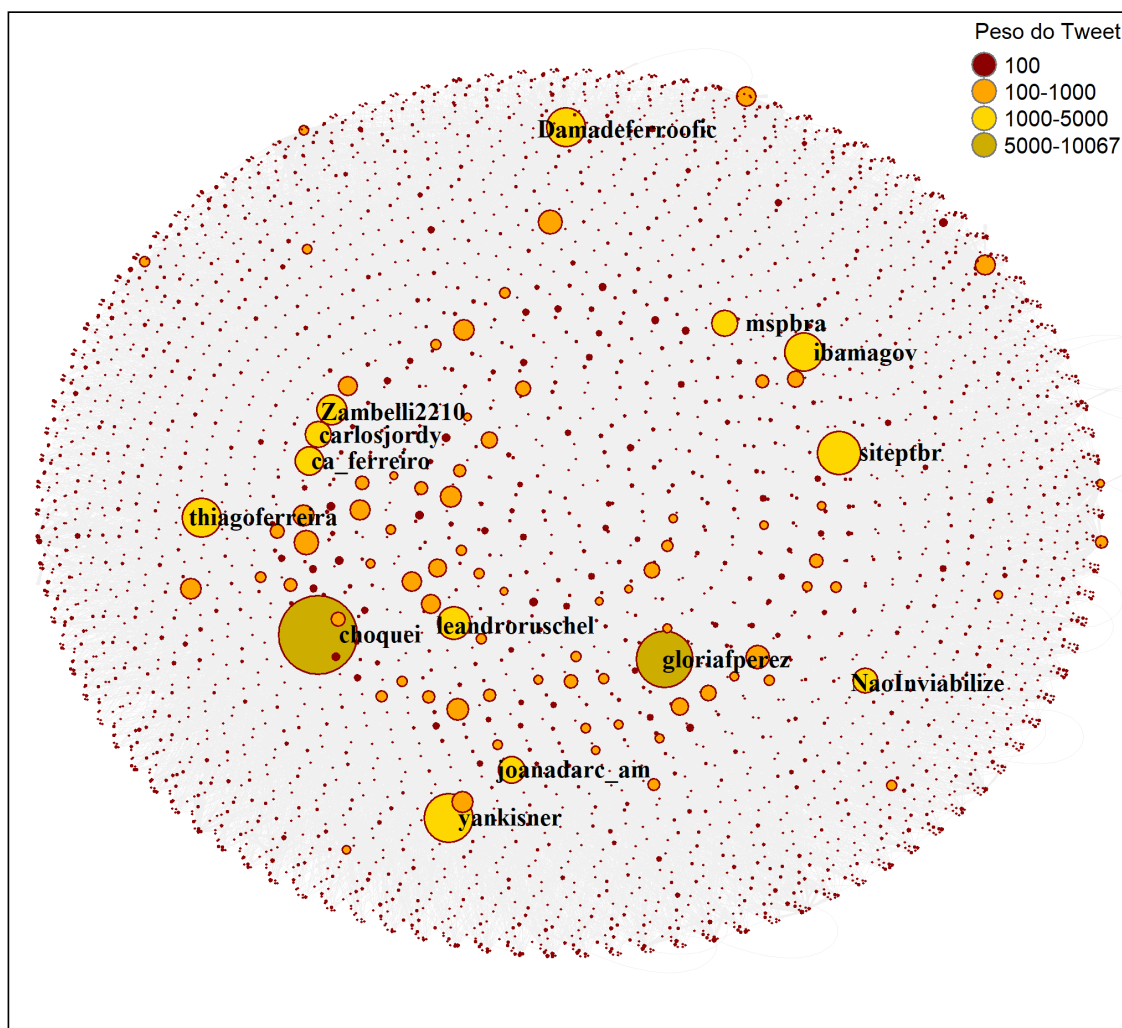 Peso do Tweet
100
100-1000
1000-5000
5000-10067
Damadeferroofic
mspbra
ibamagov
Zambelli2210
carlosjordy
siteptbr
ca_ferreiro
thiagoferreira
leandroruschel
choquei
gloriafperez
NaoInviabilize
joanadarc_am
yankisner